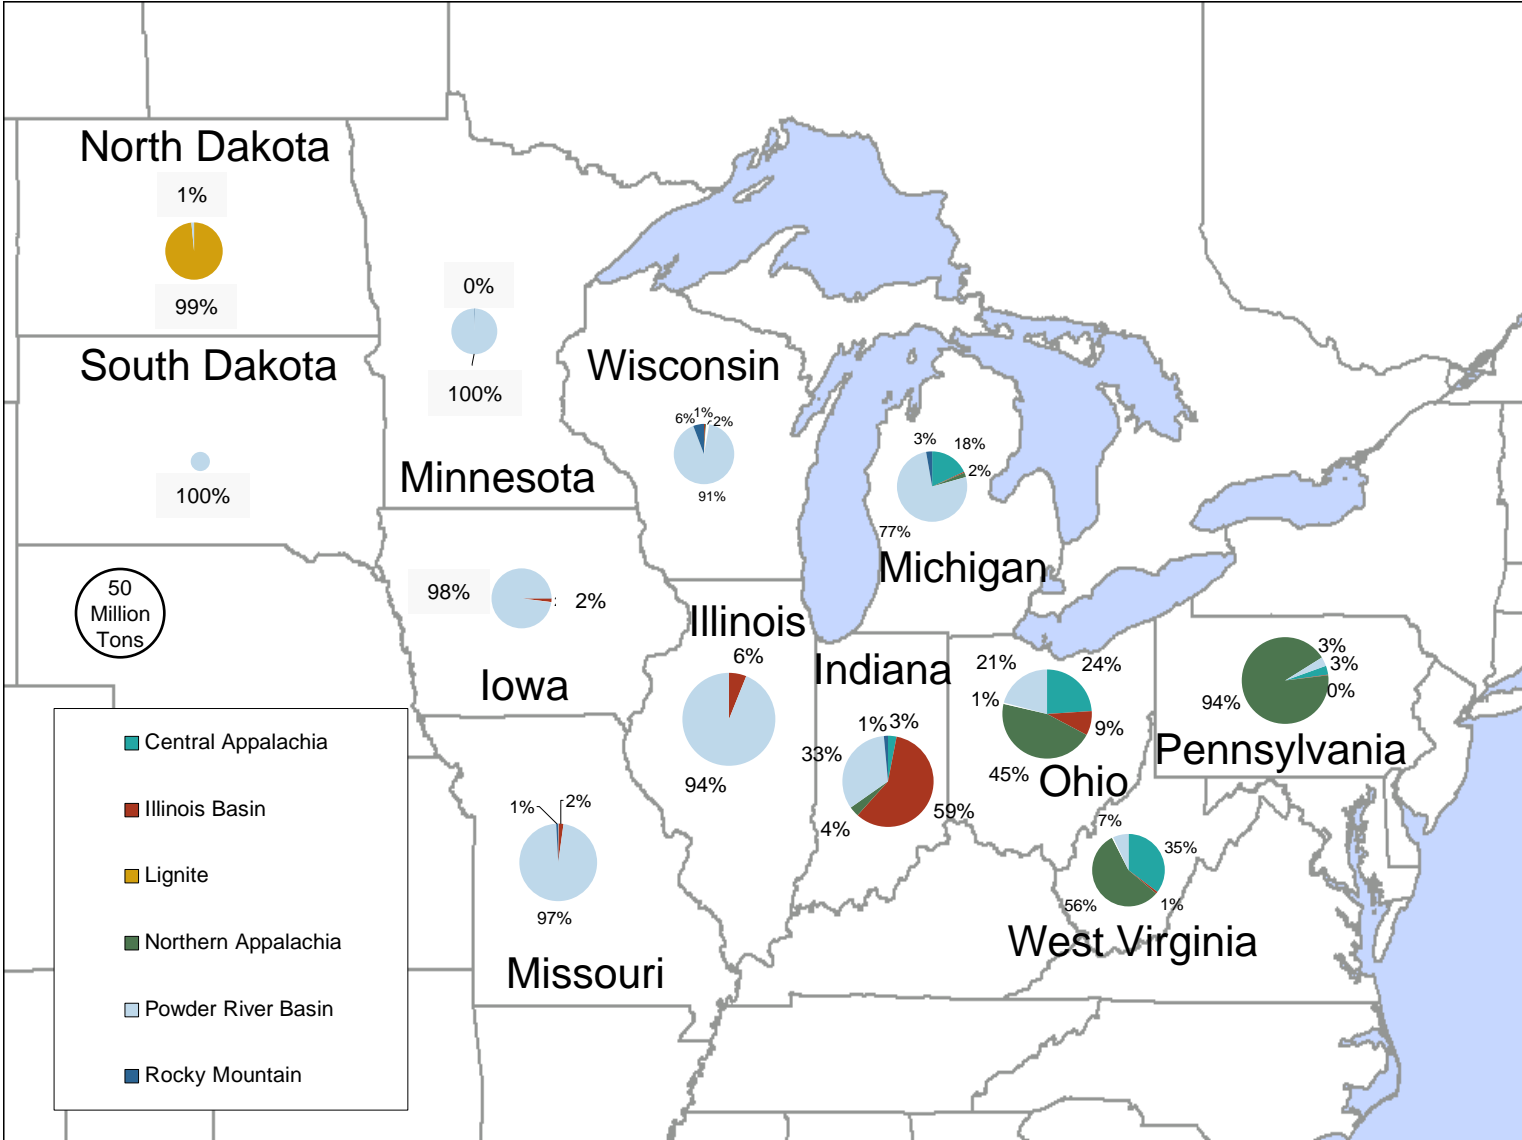 North Dakota
1%
99%
South Dakota
100%
0%
100%
Minnesota
Wisconsin
6%
1%
2%
91%
3%
18%
2%
77%
Michigan
50
Million
Tons
98%
2%
Iowa
Illinois
6%
94%
Indiana
1%
3%
33%
59%
4%
21%
24%
1%
9%
45%
Ohio
3%
3%
0%
94%
Pennsylvania
7%
35%
56%
1%
West Virginia
1%
2%
97%
Missouri
Central Appalachia
Illinois Basin
Lignite
Northern Appalachia
Powder River Basin
Rocky Mountain